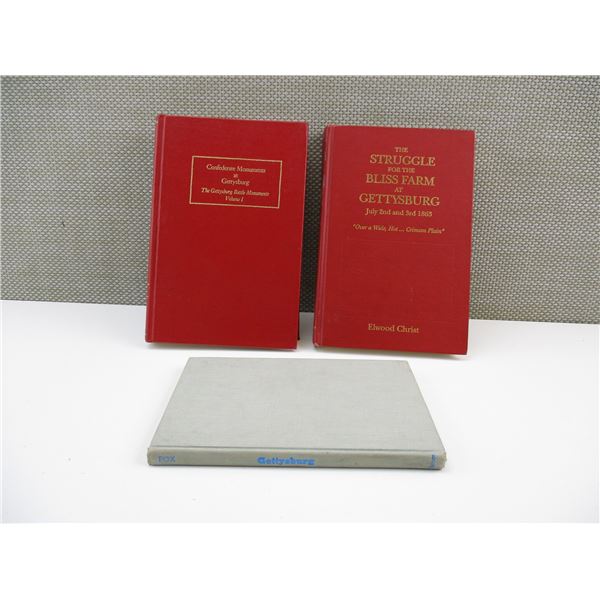 Confederate Monuments
at
Gettysburg
The Gettysburg Battle Monuments
Volume I
THE
STRUGGLE
FOR THE
BLISS FARM
AT
GETTYSBURG
July 2nd and 3rd 1863
"Over a Wide, Hot ... Crimson Plain"
Elwood Christ
FOX Gettysburg